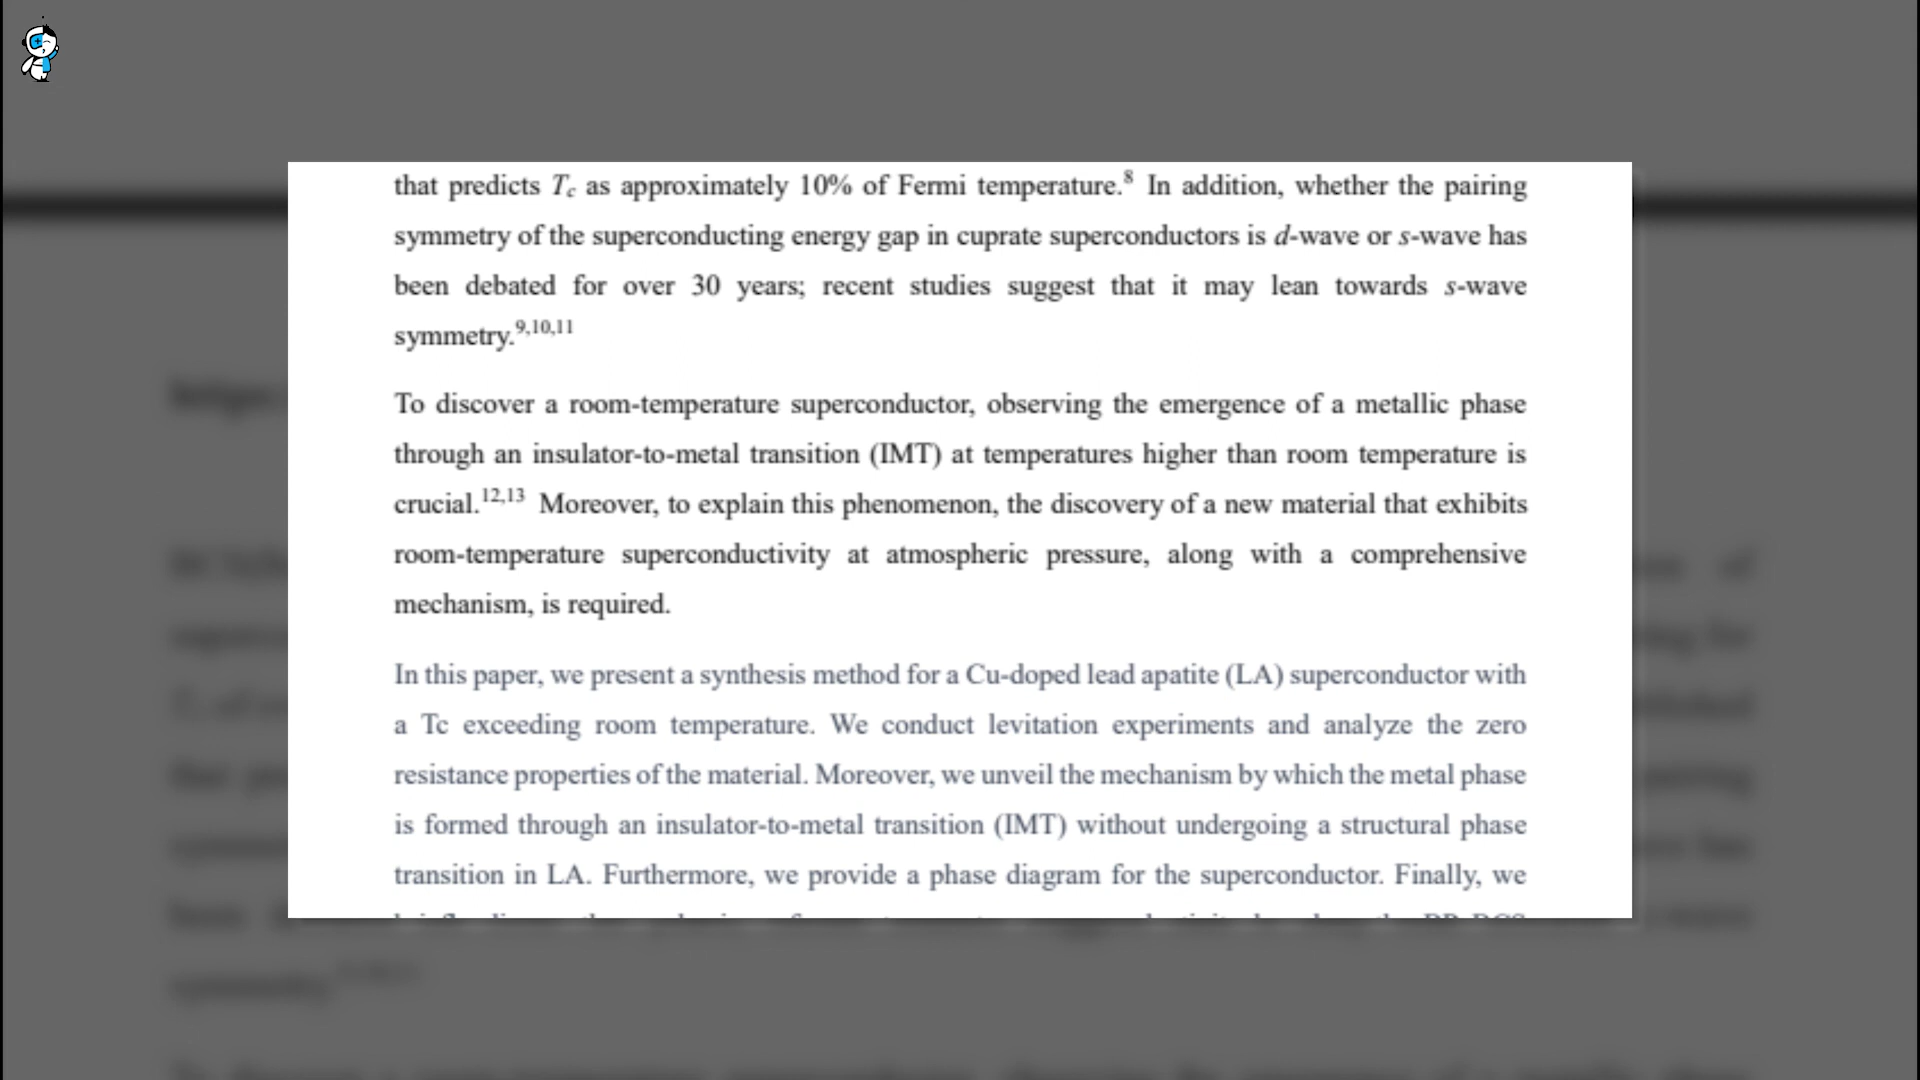 that predicts Tc as approximately 10% of Fermi temperature.8 In addition, whether the pairing
symmetry of the superconducting energy gap in cuprate superconductors is d-wave or s-wave has
been debated for over 30 years; recent studies suggest that it may lean towards s-wave
symmetry.9,10,11
To discover a room-temperature superconductor, observing the emergence of a metallic phase
through an insulator-to-metal transition (IMT) at temperatures higher than room temperature is
crucial.12,13 Moreover, to explain this phenomenon, the discovery of a new material that exhibits
room-temperature superconductivity at atmospheric pressure, along with a comprehensive
mechanism, is required.
In this paper, we present a synthesis method for a Cu-doped lead apatite (LA) superconductor with
a Tc exceeding room temperature. We conduct levitation experiments and analyze the zero
resistance properties of the material. Moreover, we unveil the mechanism by which the metal phase
is formed through an insulator-to-metal transition (IMT) without undergoing a structural phase
transition in LA. Furthermore, we provide a phase diagram for the superconductor. Finally, we